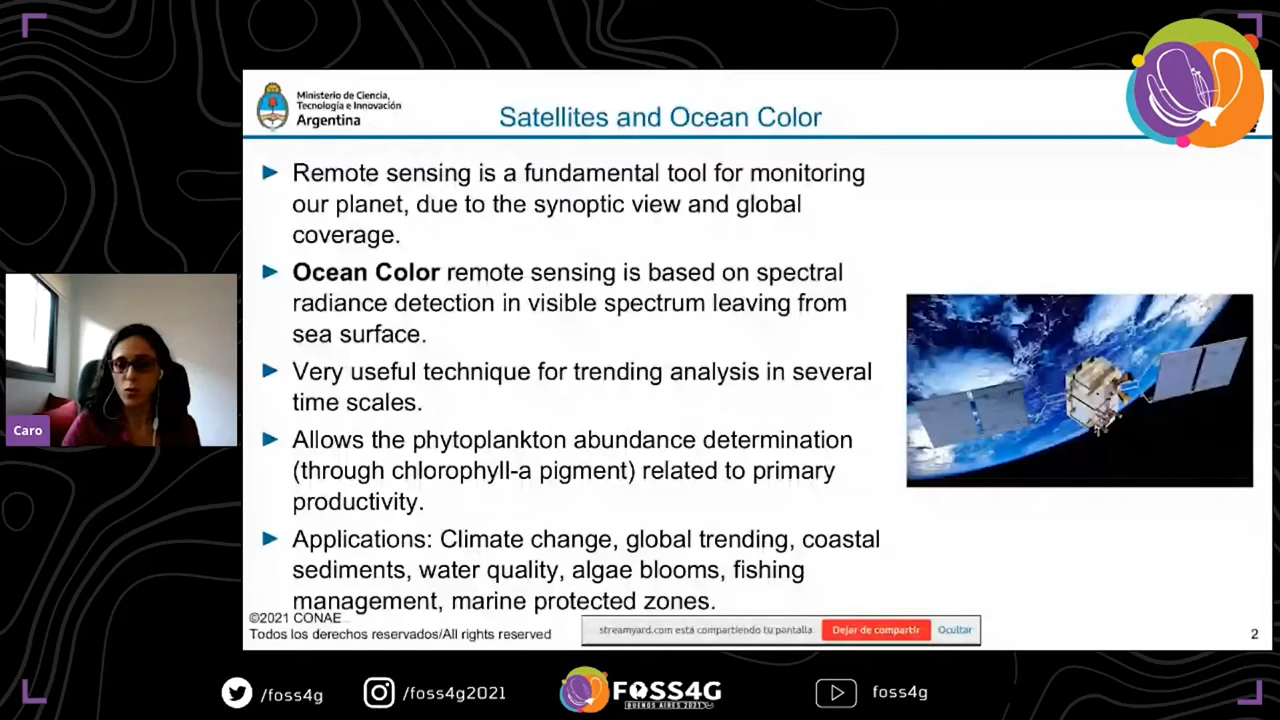 Ministerio de Ciencia,
Tecnología e Innovación
Argentina
Satellites and Ocean Color
Remote sensing is a fundamental tool for monitoring
our planet, due to the synoptic view and global
coverage.
Ocean Color remote sensing is based on spectral
radiance detection in visible spectrum leaving from
sea surface.
Very useful technique for trending analysis in several
time scales.
Allows the phytoplankton abundance determination
(through chlorophyll-a pigment) related to primary
productivity.
Applications: Climate change, global trending, coastal
sediments, water quality, algae blooms, fishing
management, marine protected zones.
©2021 CONAE
Todos los derechos reservados/All rights reserved
streamyard.com está compartiendo tu pantalla.
Dejar de compartir
Ocultar
2
Caro
/foss4g
/foss4g2021
FOSS4G
BUENOS AIRES 2021
foss4g